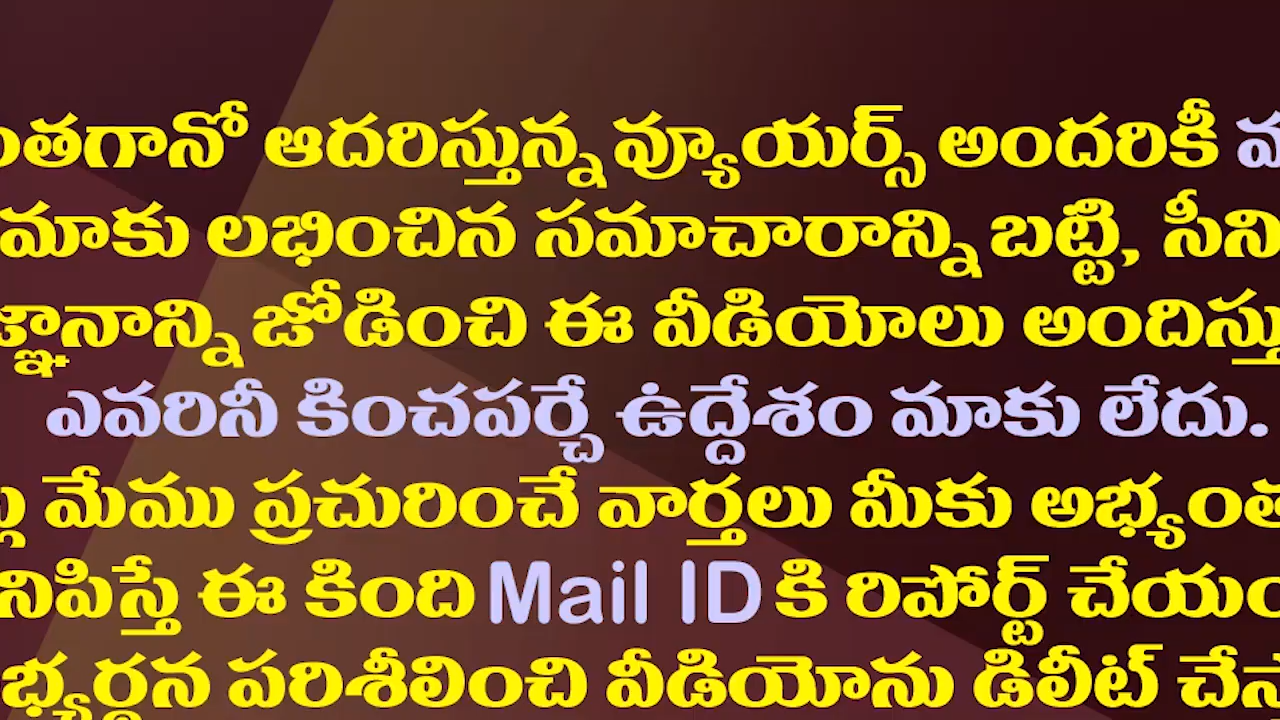 ఆదరిస్తున్న వ్యూయర్స్ అందరికీ
మాకు లభించిన సమాచారాన్ని బట్టి,
జోడించి ఈ వీడియోలు
ఎవరినీ కించపర్చే ఉద్దేశం మాకు లేదు.
మేము ప్రచురించే వార్తలు మీకు
ఈ కింది Mail ID కి రిపోర్ట్
పరిశీలించి వీడియోను డిలీట్